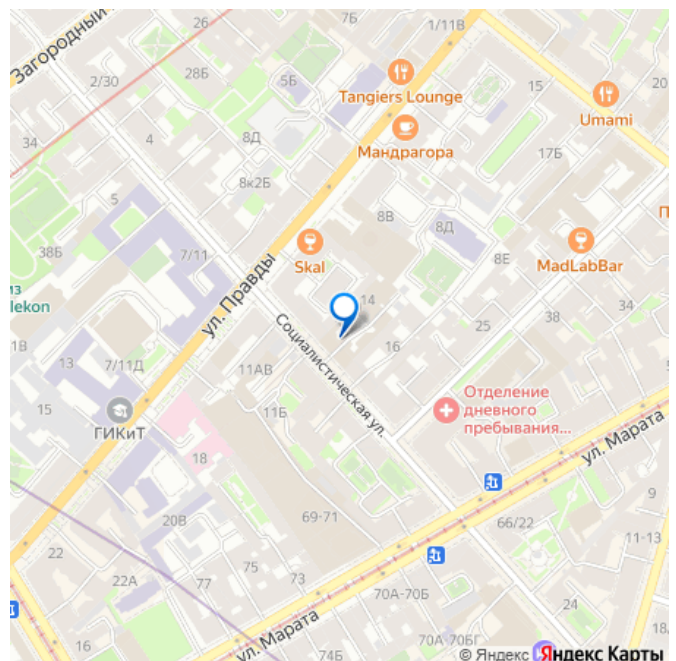 Загородный
26
7Б
1/11В
28Б
5Б
2/30
Tangiers Lounge
15
Umami
34
4
8Д
Мандрагора
17Б
8к2Б
5
8В
8Д
38Б
7/11
Skal
8Е
MadLabBar
П
из
lekon
ул. Правды
14
38
34
1В
Социалистическая ул.
25
13
7/11Д
16
11АВ
Отделение
дневного
пребывания...
15
ГИКиТ
11Б
ул. Марата
18
9
69-71
20В
66/22
11-13
22
75
22А
77
73
70А-70Б
24
16
ул. Марата
70А
70БГ
18
© Яндекс
Яндекс Карты